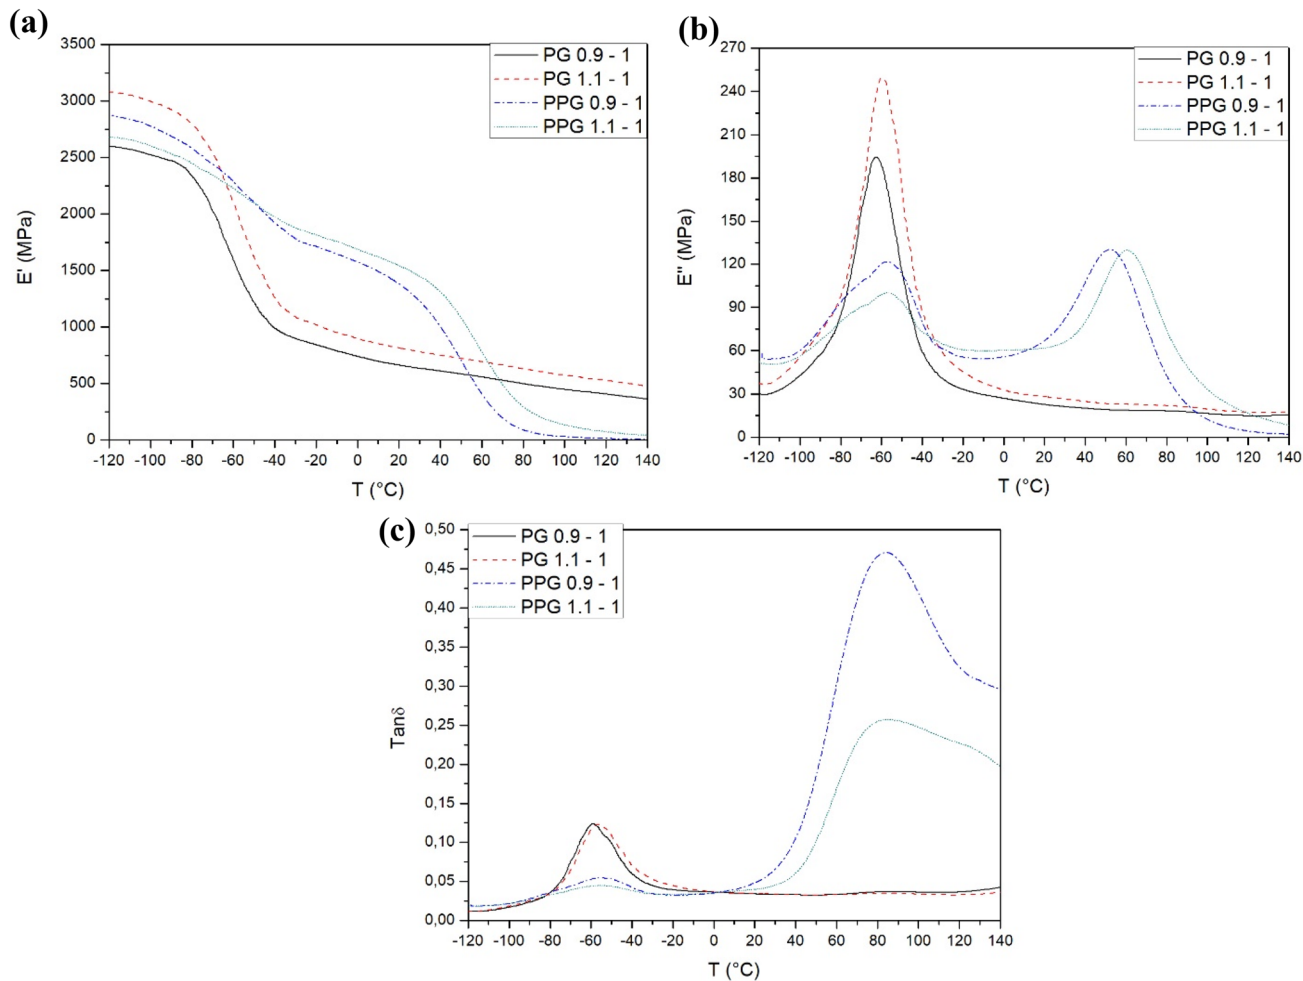 (a)
3500
3000
2500
2000
1500
1000
500
0
E' (MPa)
PG 0.9 - 1
PG 1.1 - 1
PPG 0.9 - 1
PPG 1.1 - 1
-120 -100 -80 -60 -40 -20 0 20 40 60 80 100 120 140
T (°C)
(b)
270
240
210
180
150
120
90
60
30
0
E'' (MPa)
PG 0.9 - 1
PG 1.1 - 1
PPG 0.9 - 1
PPG 1.1 - 1
-120 -100 -80 -60 -40 -20 0 20 40 60 80 100 120 140
T (°C)
(c)
0,50
0,45
0,40
0,35
0,30
0,25
0,20
0,15
0,10
0,05
0,00
Tanδ
PG 0.9 - 1
PG 1.1 - 1
PPG 0.9 - 1
PPG 1.1 - 1
-120 -100 -80 -60 -40 -20 0 20 40 60 80 100 120 140
T (°C)